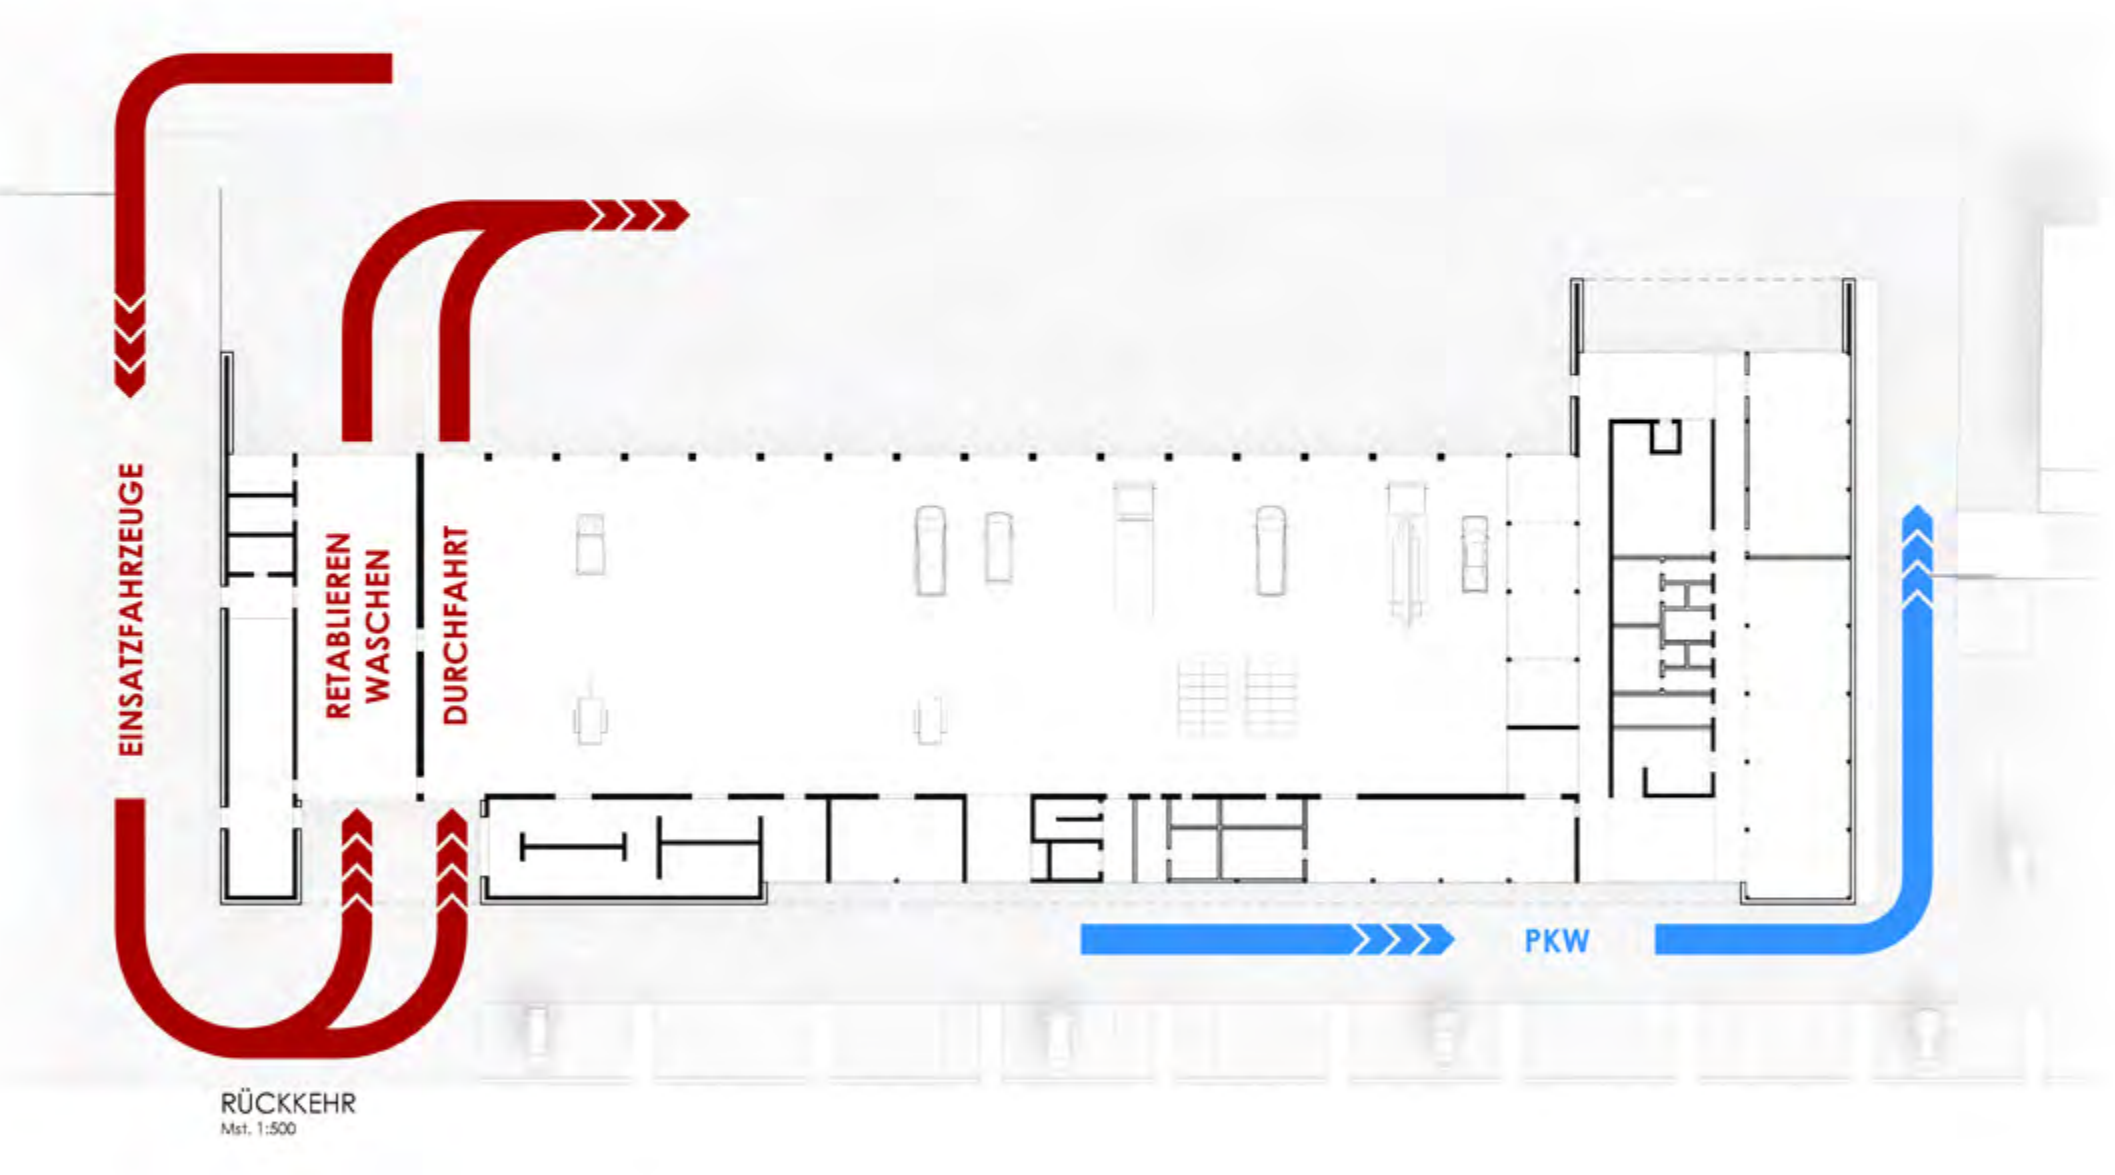 EINSATZFAHRZEUGE
RETABLIEREN
WASCHEN
DURCHFAHRT
PKW
RÜCKKEHR
Mst. 1:500